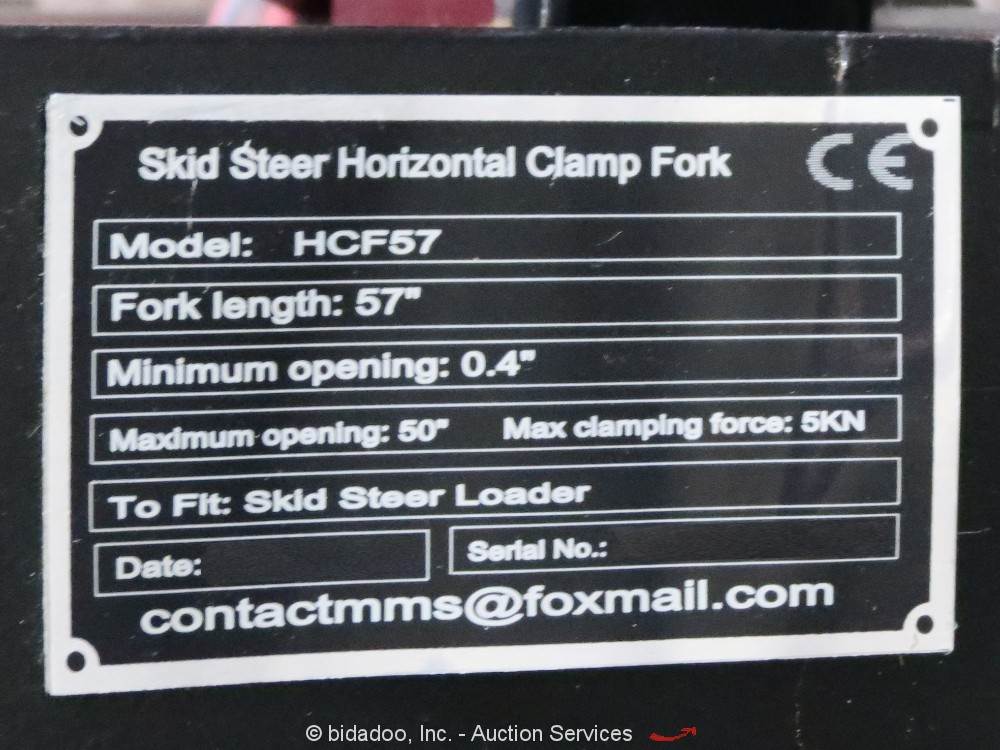 Skid Steer Horizontal Clamp Fork CE
Model: HCF57
Fork length: 57"
Minimum opening: 0.4"
Maximum opening: 50" Max clamping force: 5KN
To Fit: Skid Steer Loader
Date: Serial No.:
contactmms@foxmail.com
© bidadoo, Inc. - Auction Services